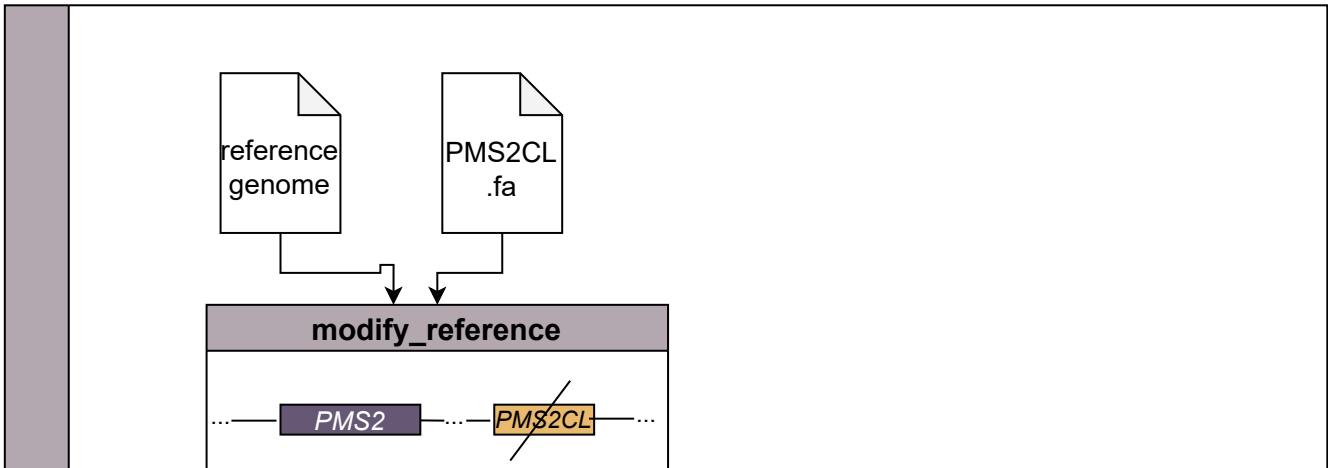 reference
genome
PMS2CL
.fa
modify_reference
... PMS2 ... PMS2CL ...